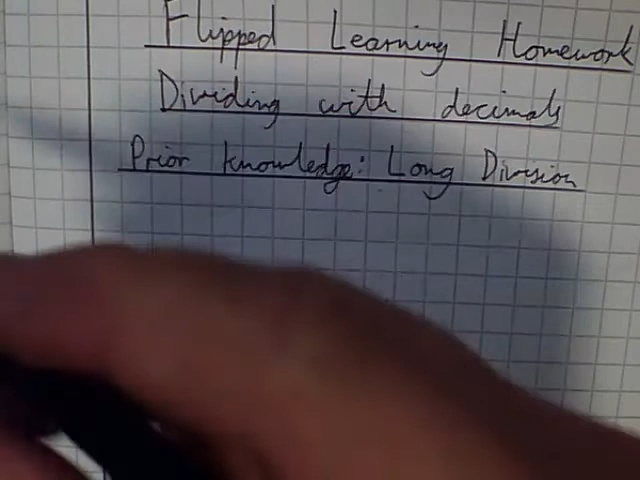 Flipped Learning Homework
Dividing with decimals
Prior knowledge: Long Division